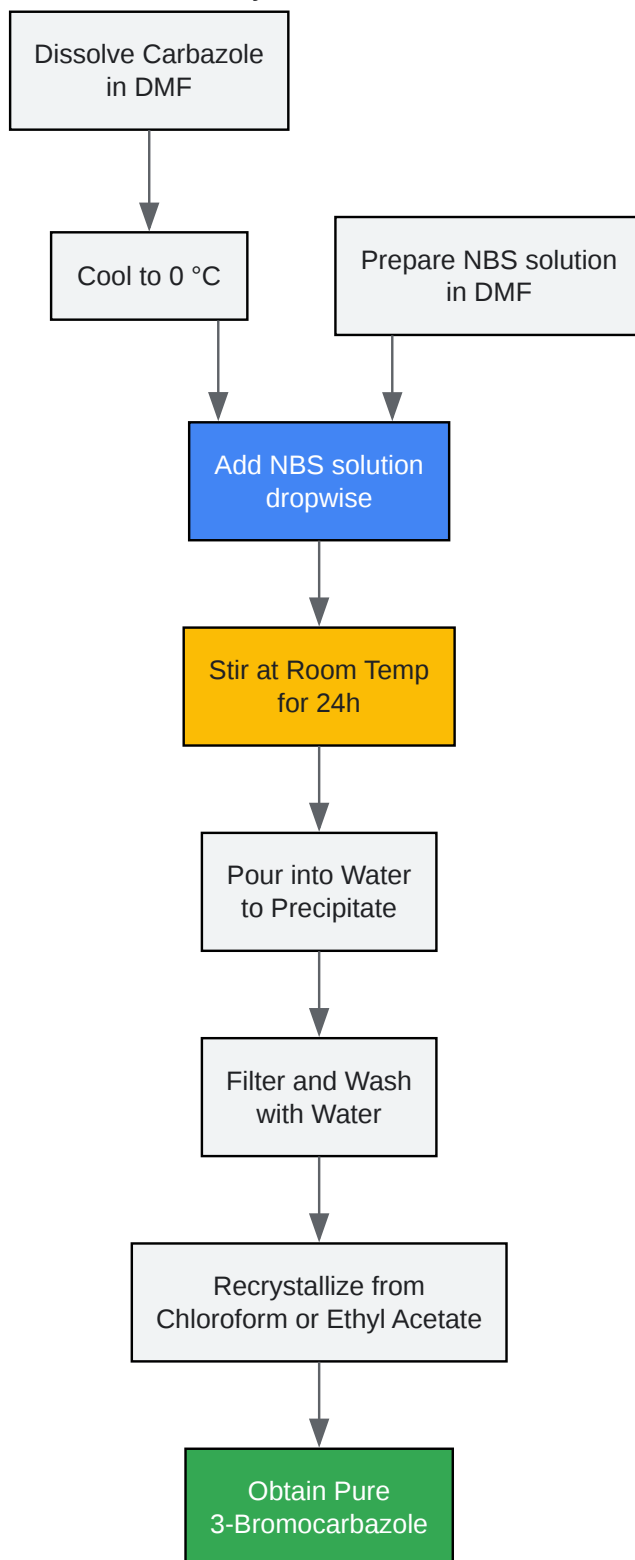 Dissolve Carbazole
in DMF
Cool to 0 °C
Prepare NBS solution
in DMF
Add NBS solution
dropwise
Stir at Room Temp
for 24h
Pour into Water
to Precipitate
Filter and Wash
with Water
Recrystallize from
Chloroform or Ethyl Acetate
Obtain Pure
3-Bromocarbazole